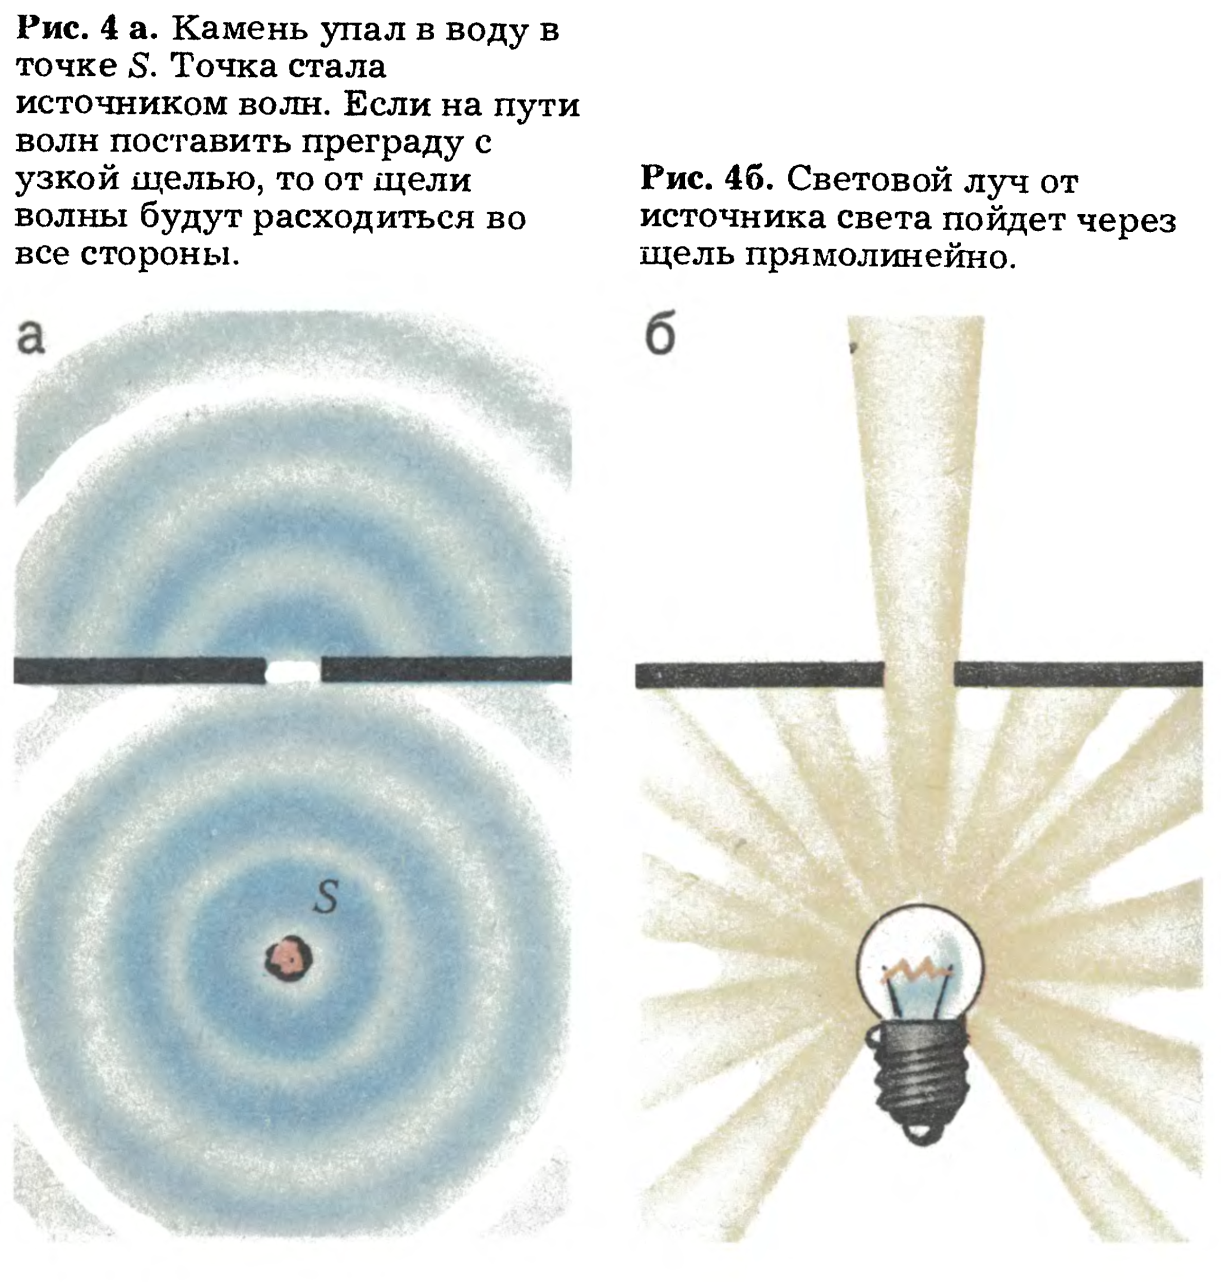 Рис. 4 а. Камень упал в воду в
точке S. Точка стала
источником волн. Если на пути
волн поставить преграду с
узкой щелью, то от щели
волны будут расходиться во
все стороны.
Рис. 4б. Световой луч от
источника света пойдет через
щель прямолинейно.
а
S
б